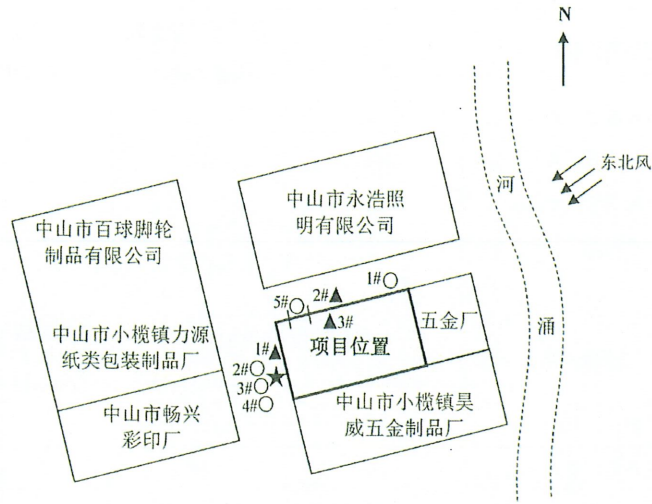 N
东北风
河
涌
中山市永浩照
明有限公司
中山市百球脚轮
制品有限公司
中山市小榄镇力源
纸类包装制品厂
中山市畅兴
彩印厂
1#
2#
5#
3#
五金厂
项目位置
1#
2#
3#
4#
中山市小榄镇昊
威五金制品厂